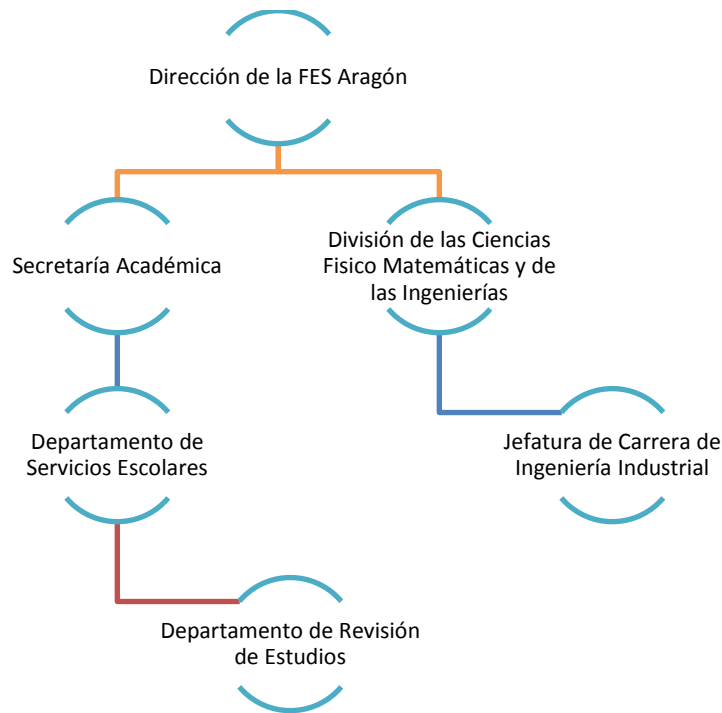 Dirección de la FES Aragón
Secretaría Académica
División de las Ciencias
Fisico Matemáticas y de
las Ingenierías
Departamento de
Servicios Escolares
Jefatura de Carrera de
Ingeniería Industrial
Departamento de Revisión
de Estudios